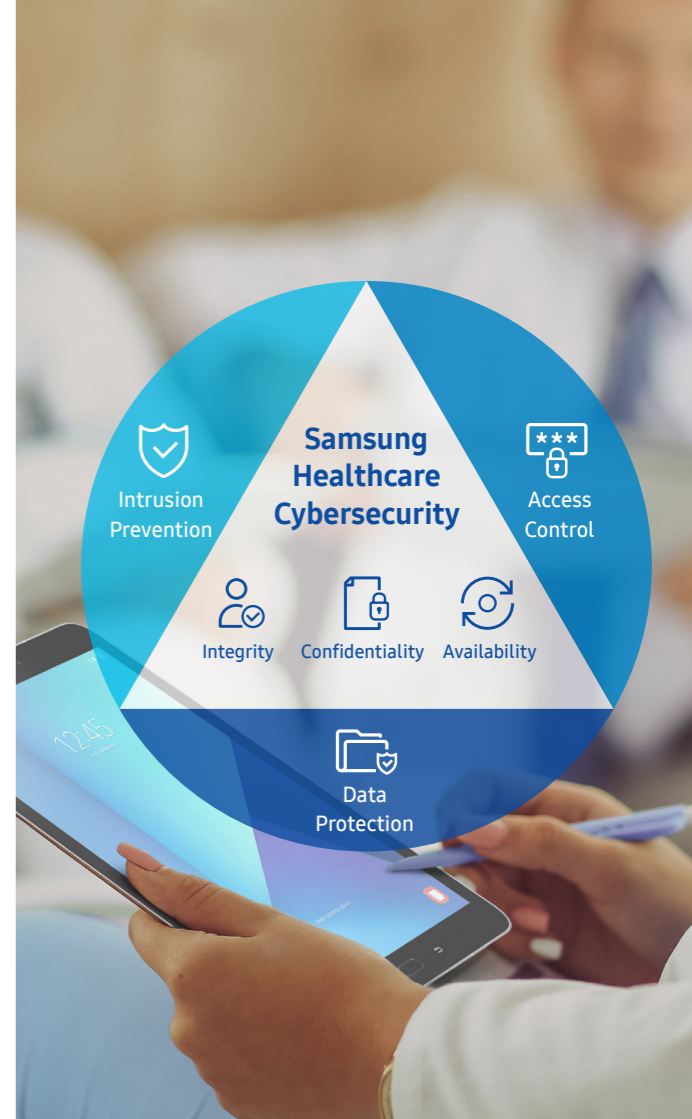 Samsung
Healthcare
Cybersecurity
***
Intrusion
Prevention
Access
Control
Integrity
Confidentiality
Availability
12:45
Data
Protection